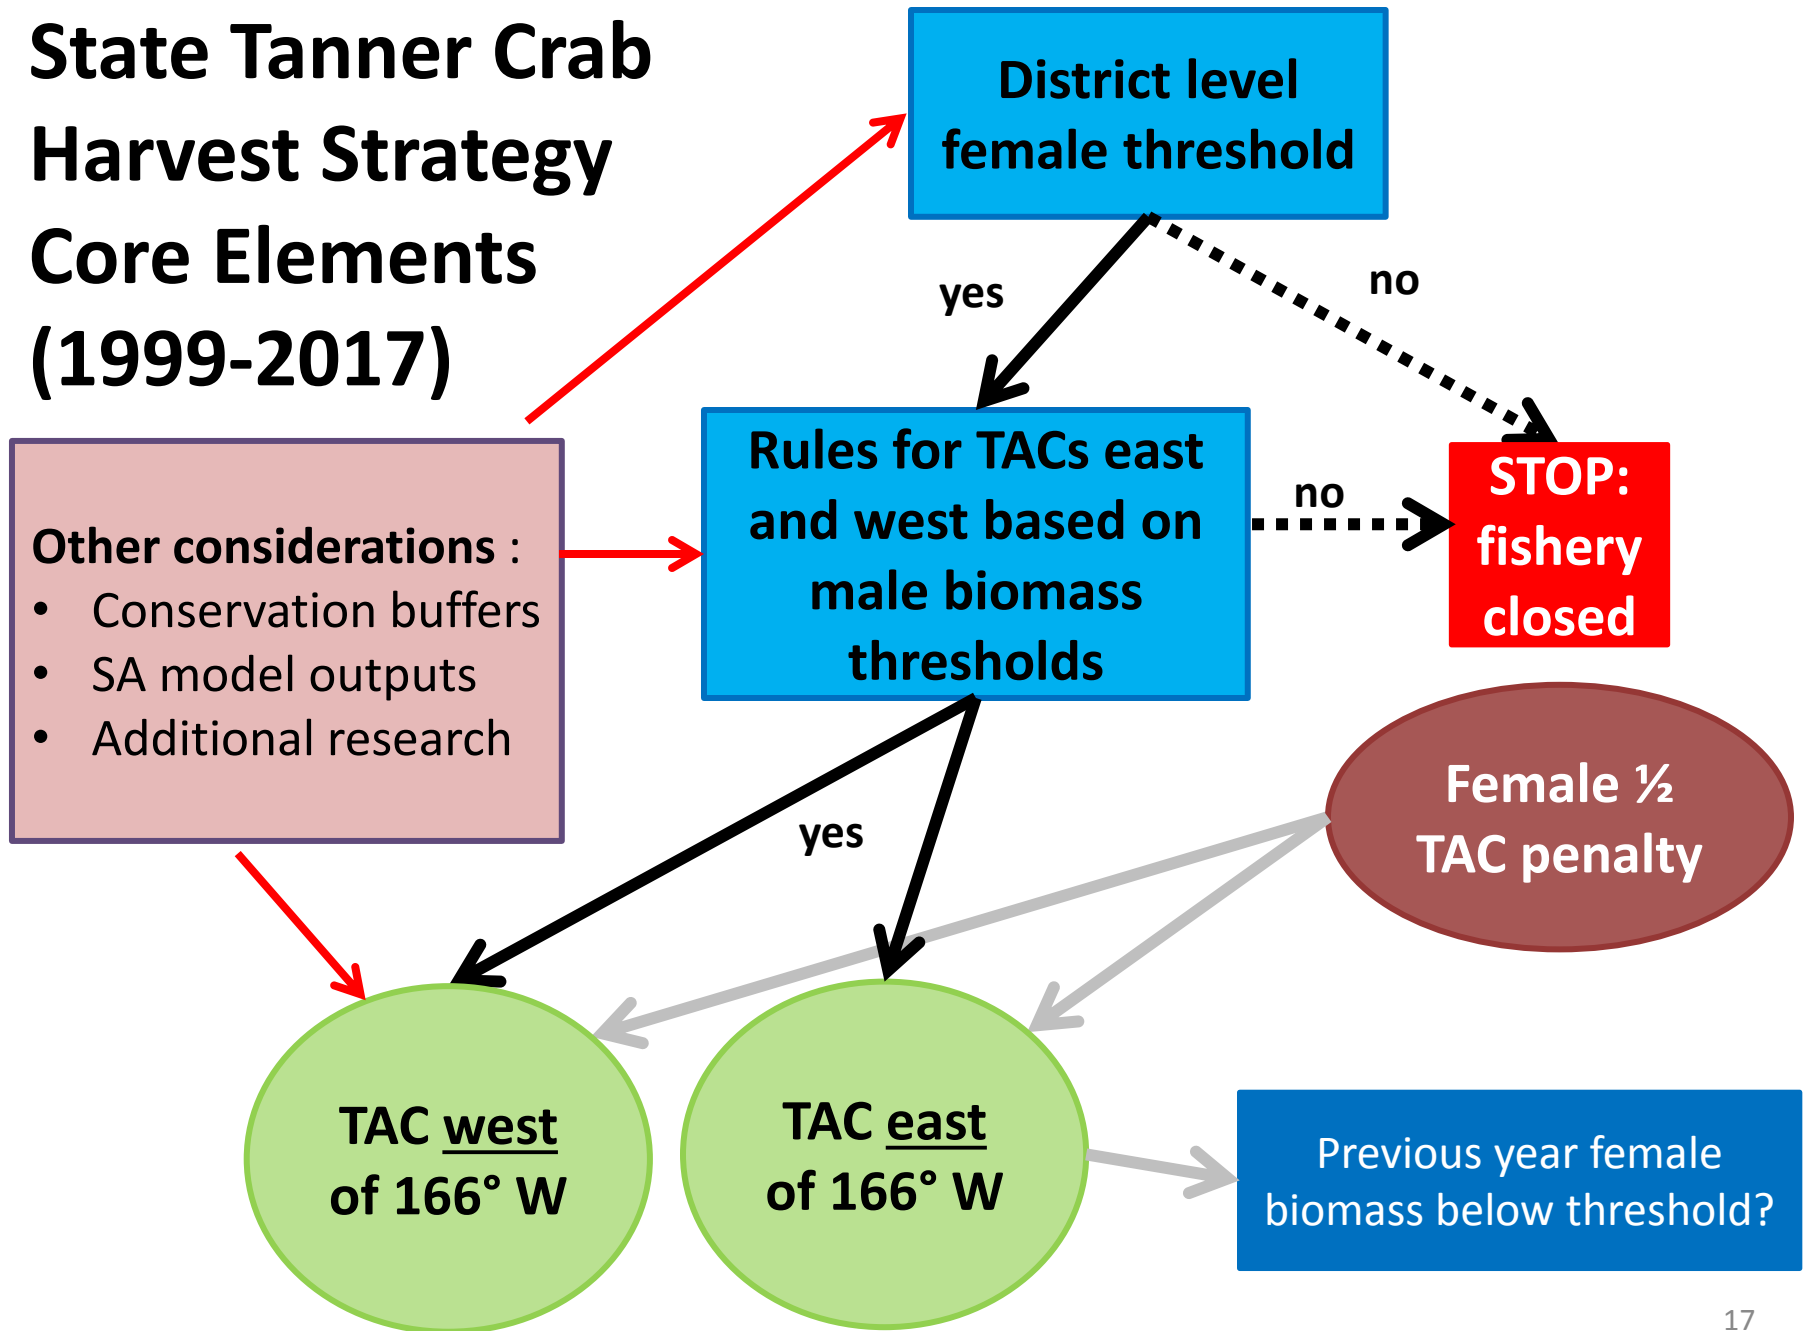 State Tanner Crab
Harvest Strategy
Core Elements
(1999-2017)
District level
female threshold
yes
no
Rules for TACs east
and west based on
male biomass
thresholds
no
STOP:
fishery
closed
Other considerations :
• Conservation buffers
• SA model outputs
• Additional research
yes
Female ½
TAC penalty
TAC west
of 166° W
TAC east
of 166° W
Previous year female
biomass below threshold?
17